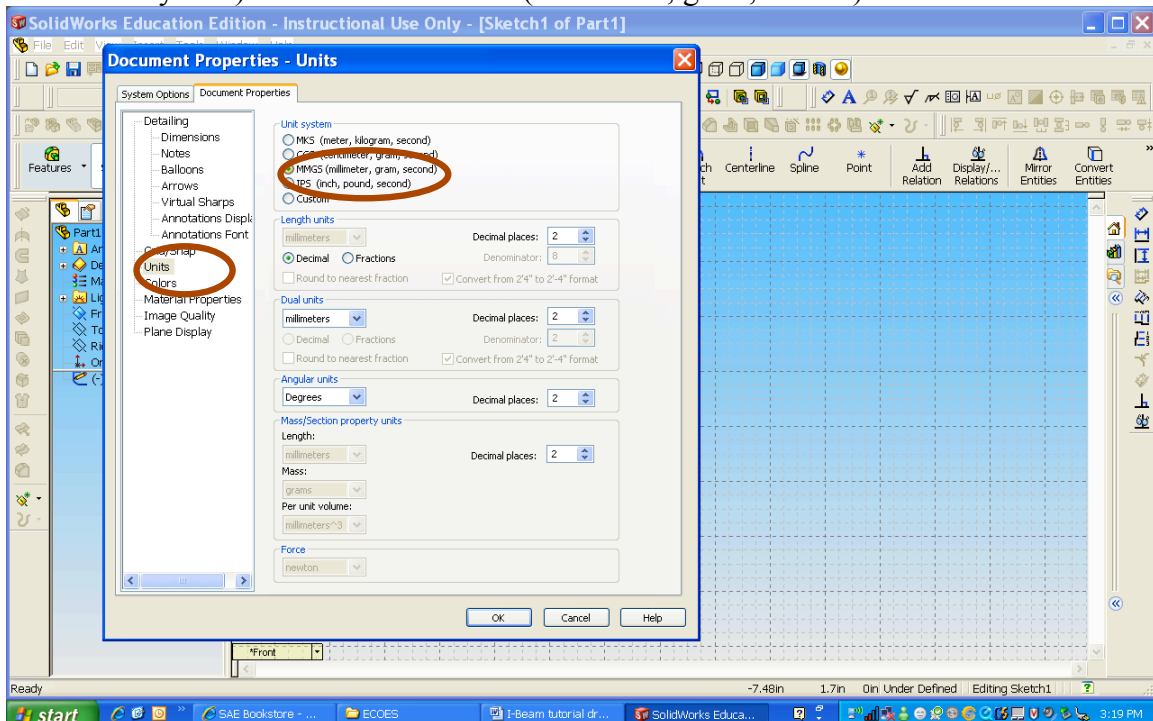 SolidWorks Education Edition - Instructional Use Only - [Sketch1 of Part1]
File Edit
Document Properties - Units
System Options Document Properties
Detailing
Dimensions
Notes
Balloons
Arrows
Virtual Sharps
Annotations Displ
Annotations Font
Grid/Snap
Units
Colors
Material Properties
Image Quality
Plane Display
Unit system
MKS (meter, kilogram, second)
CGS (centimeter, gram, second)
MMGS (millimeter, gram, second)
IPS (inch, pound, second)
Custom
Length units
millimeters Decimal places: 2
Decimal Fractions Denominator: 8
Round to nearest fraction Convert from 2'4" to 2'-4" format
Dual units
millimeters Decimal places: 2
Decimal Fractions Denominator: 2
Round to nearest fraction Convert from 2'4" to 2'-4" format
Angular units
Degrees Decimal places: 2
Mass/Section property units
Length:
millimeters Decimal places: 2
Mass:
grams
Per unit volume:
millimeters^3
Force
newton
OK Cancel Help
Features
Part1
Centerline Spline Point Add Relation Display/... Relations Mirror Entities Convert Entities
*Front
Ready -7.48in 1.7in 0in Under Defined Editing Sketch1
start SAE Bookstore - ... ECOES I-Beam tutorial dr... SolidWorks Educa... 3:19 PM